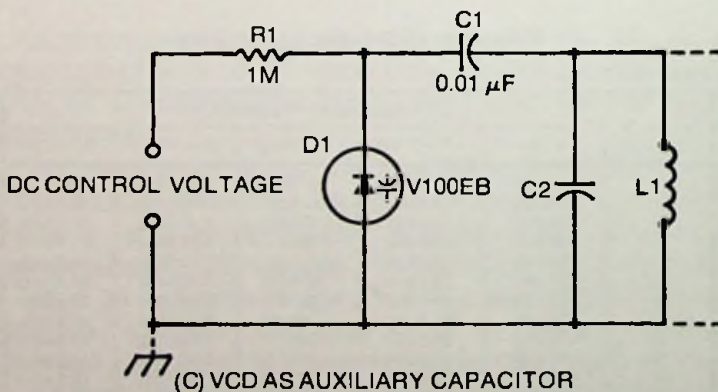 R1
1M
C1
0.01 µF
D1
DC CONTROL VOLTAGE
V100EB
C2
L1
(C) VCD AS AUXILIARY CAPACITOR